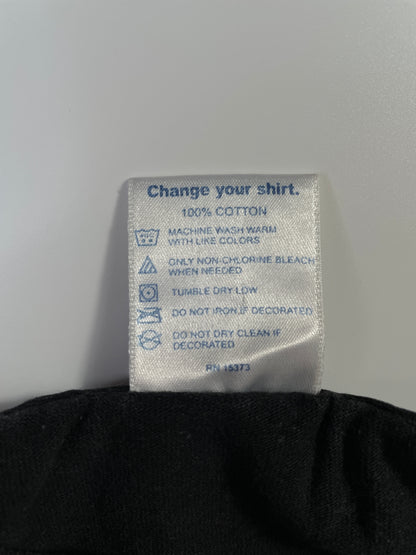 Change your shirt.
100% COTTON
MACHINE WASH WARM
WITH LIKE COLORS
ONLY NON-CHLORINE BLEACH
WHEN NEEDED
TUMBLE DRY LOW
DO NOT IRON IF DECORATED
DO NOT DRY CLEAN IF
DECORATED
RN 15373